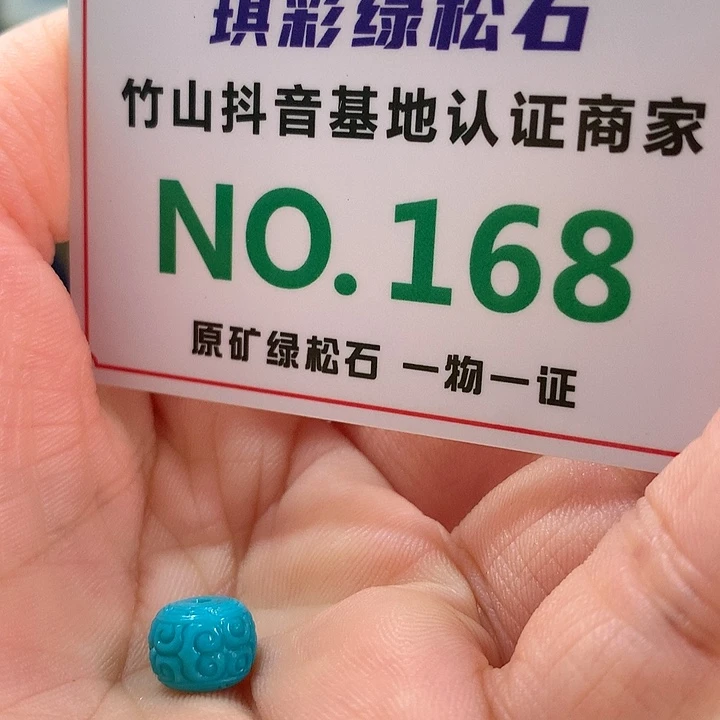 琪彩绿松石
竹山抖音基地认证商家
NO.168
原矿绿松石 一物一证